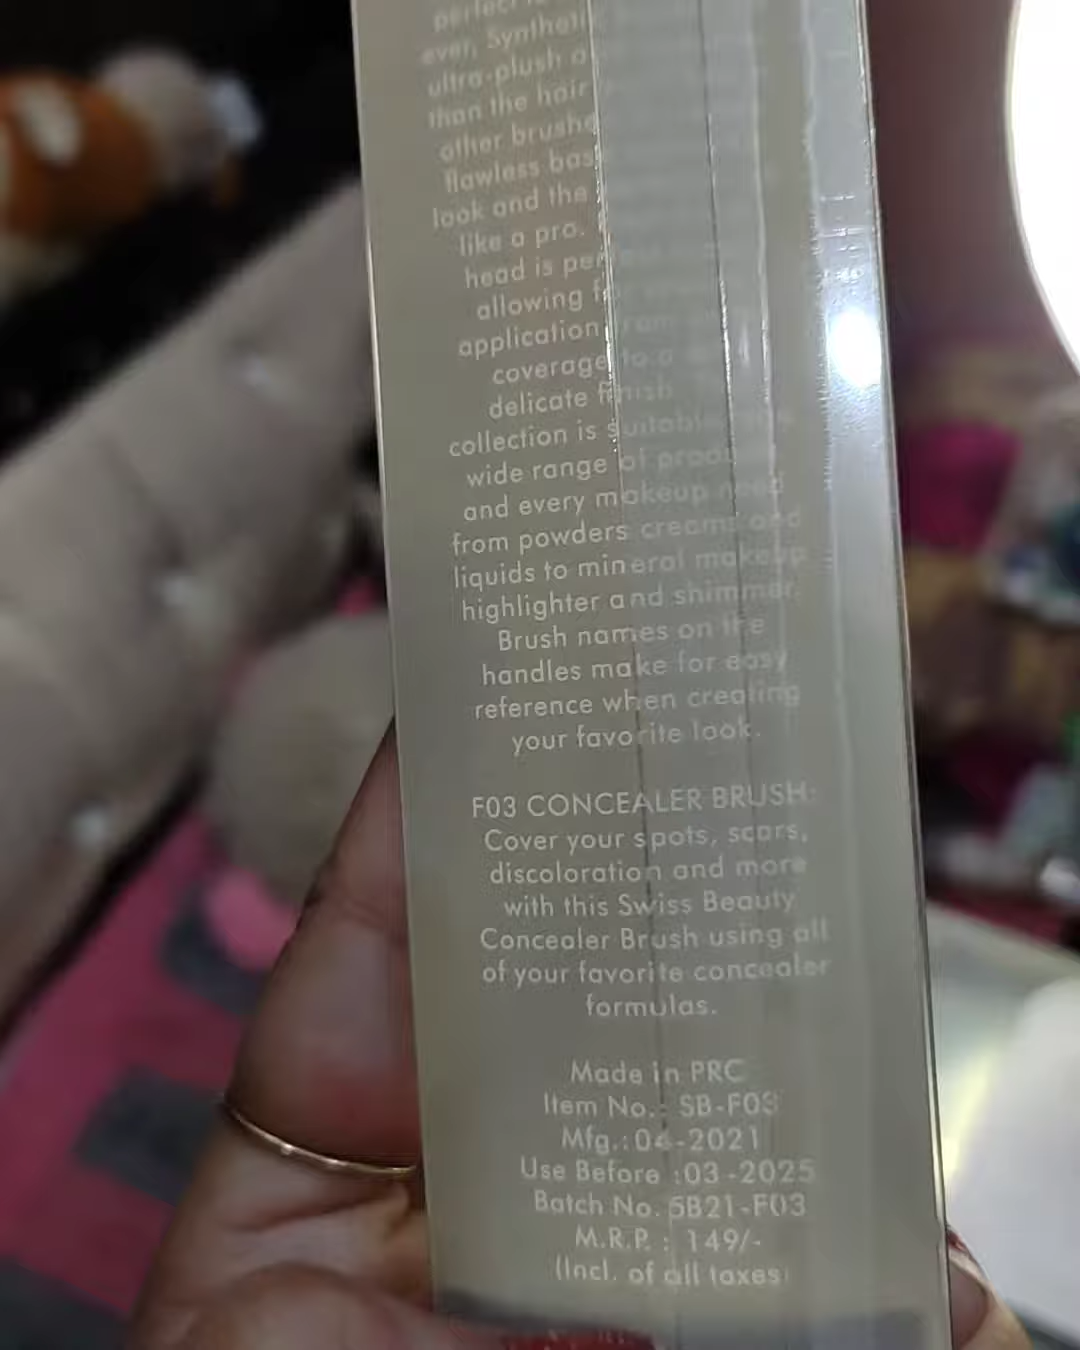 perfect
ever, Synthetic
ultra-plush
than the hair
other brushe
flawless bas
look and the
like a pro.
head is per
allowing f
application from
coverage to a
delicate finish
collection is suitable
wide range of prod
and every makeup need
from powders creams and
liquids to mineral makeup
highlighter and shimmer.
Brush names on the
handles make for easy
reference when creating
your favorite look.
F03 CONCEALER BRUSH:
Cover your spots, scars,
discoloration and more
with this Swiss Beauty
Concealer Brush using all
of your favorite concealer
formulas.
Made in PRC
Item No.: SB-F03
Mfg.:04-2021
Use Before :03-2025
Batch No. SB21-F03
M.R.P. : 149/-
(Incl. of all taxes)